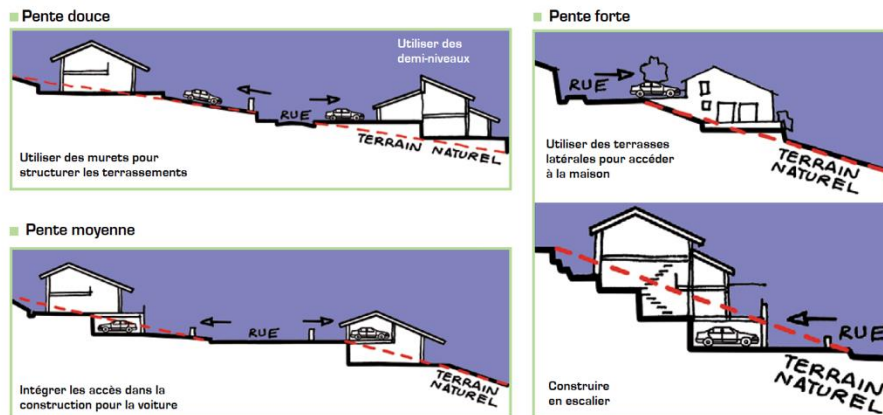 Pente douce
Utiliser des
demi-niveaux
RUE
TERRAIN NATUREL
Utiliser des murets pour
structurer les terrassements
Pente moyenne
RUE
TERRAIN
NATUREL
Intégrer les accès dans la
construction pour la voiture
Pente forte
RUE
Utiliser des terrasses
latérales pour accéder
à la maison
TERRAIN
NATUREL
RUE
TERRAIN
NATUREL
Construire
en escalier